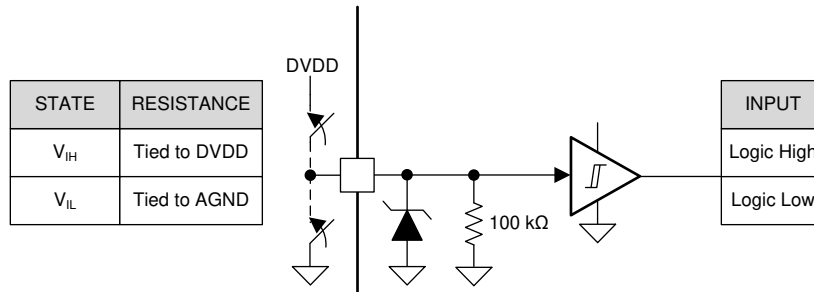 DVDD
STATE RESISTANCE
V_IH Tied to DVDD
V_IL Tied to AGND
100 kΩ
INPUT
Logic High
Logic Low